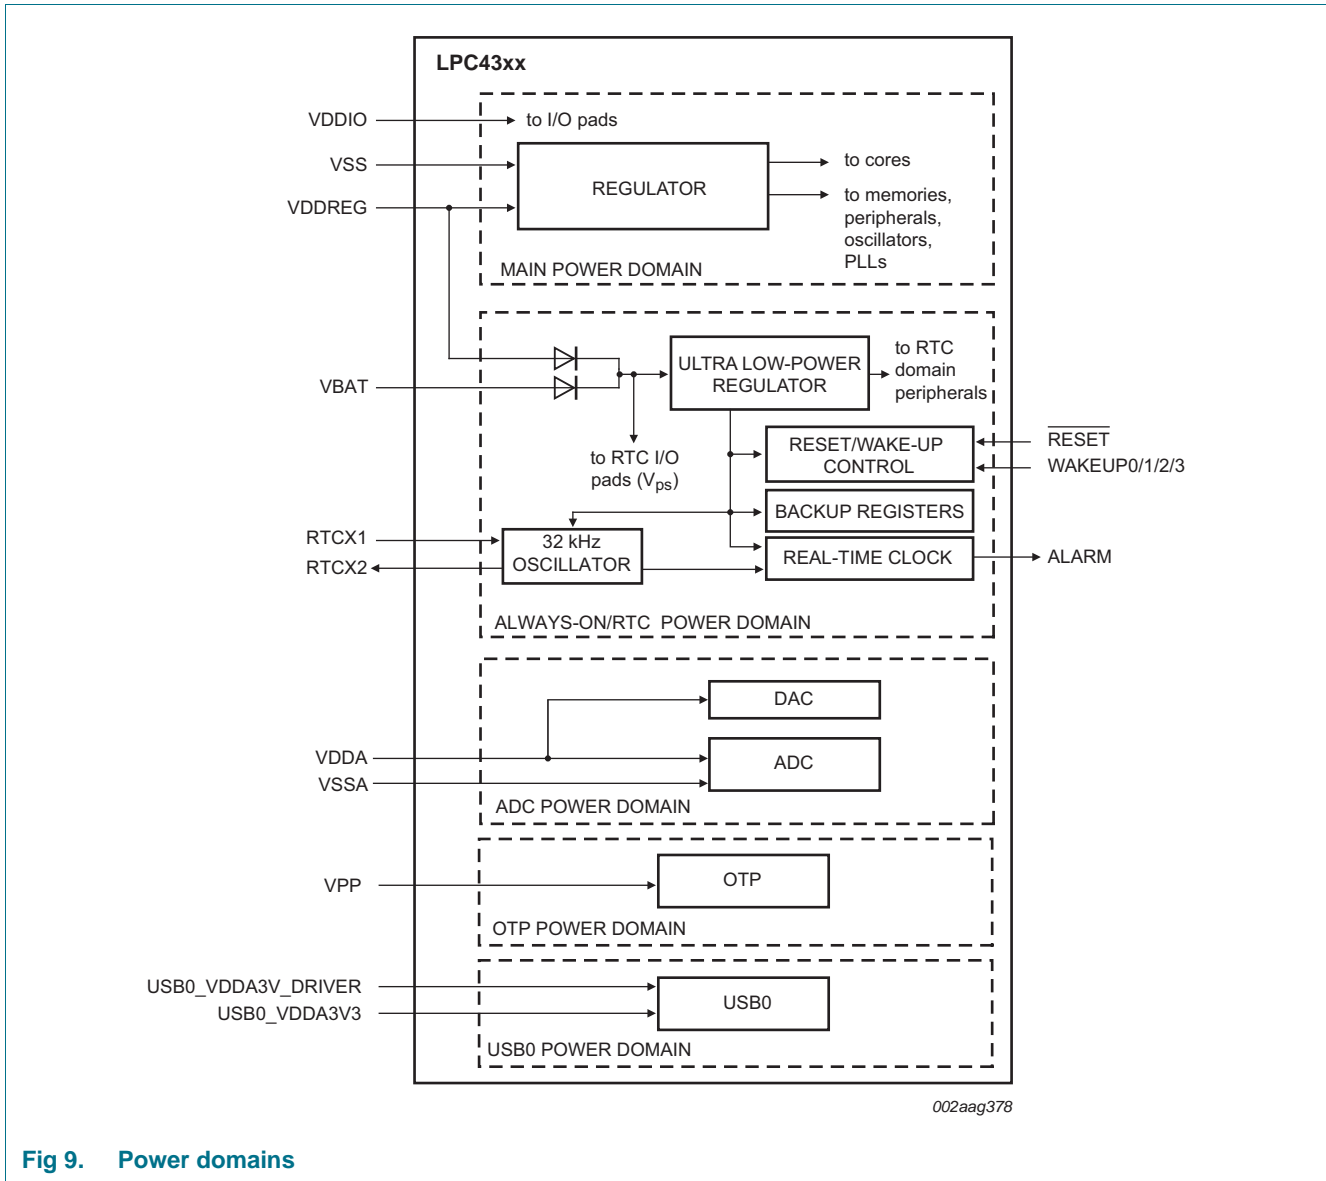 LPC43xx
VDDIO
to I/O pads
VSS
REGULATOR
to cores
VDDREG
to memories,
peripherals,
oscillators,
PLLs
MAIN POWER DOMAIN
VBAT
ULTRA LOW-POWER
REGULATOR
to RTC
domain
peripherals
to RTC I/O
pads (Vps)
RESET/WAKE-UP
CONTROL
RESET
WAKEUP0/1/2/3
BACKUP REGISTERS
RTCX1
RTCX2
32 kHz
OSCILLATOR
REAL-TIME CLOCK
ALARM
ALWAYS-ON/RTC POWER DOMAIN
DAC
VDDA
VSSA
ADC
ADC POWER DOMAIN
VPP
OTP
OTP POWER DOMAIN
USB0_VDDA3V_DRIVER
USB0_VDDA3V3
USB0
USB0 POWER DOMAIN
002aag378
Fig 9. Power domains